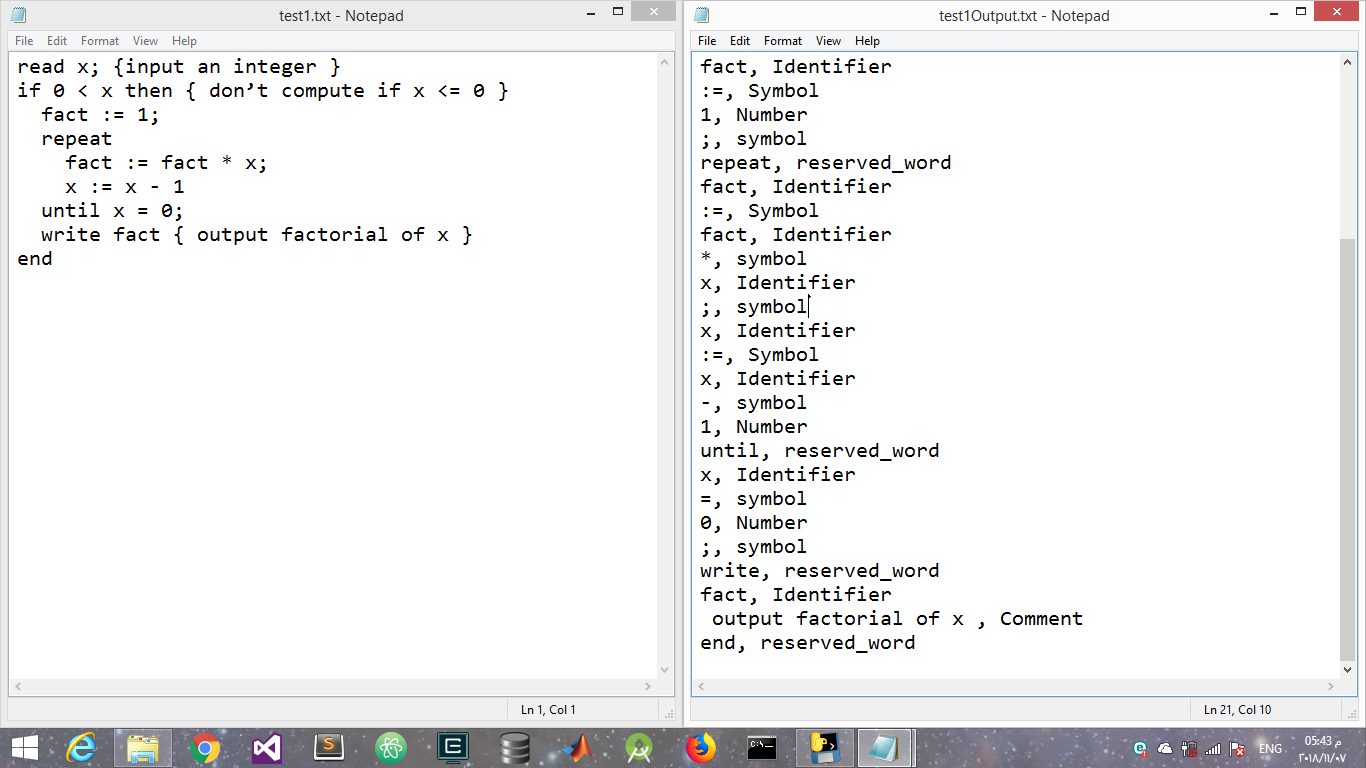 test1.txt - Notepad
File Edit Format View Help
read x; {input an integer }
if 0 < x then { don’t compute if x <= 0 }
  fact := 1;
  repeat
    fact := fact * x;
    x := x - 1
  until x = 0;
  write fact { output factorial of x }
end
Ln 1, Col 1
test1Output.txt - Notepad
File Edit Format View Help
fact, Identifier
:=, Symbol
1, Number
;, symbol
repeat, reserved_word
fact, Identifier
:=, Symbol
fact, Identifier
*, symbol
x, Identifier
;, symbol
x, Identifier
:=, Symbol
x, Identifier
-, symbol
1, Number
until, reserved_word
x, Identifier
=, symbol
0, Number
;, symbol
write, reserved_word
fact, Identifier
 output factorial of x , Comment
end, reserved_word
Ln 21, Col 10
ENG
05:43 م
٢٠١٨/١١/٠٧